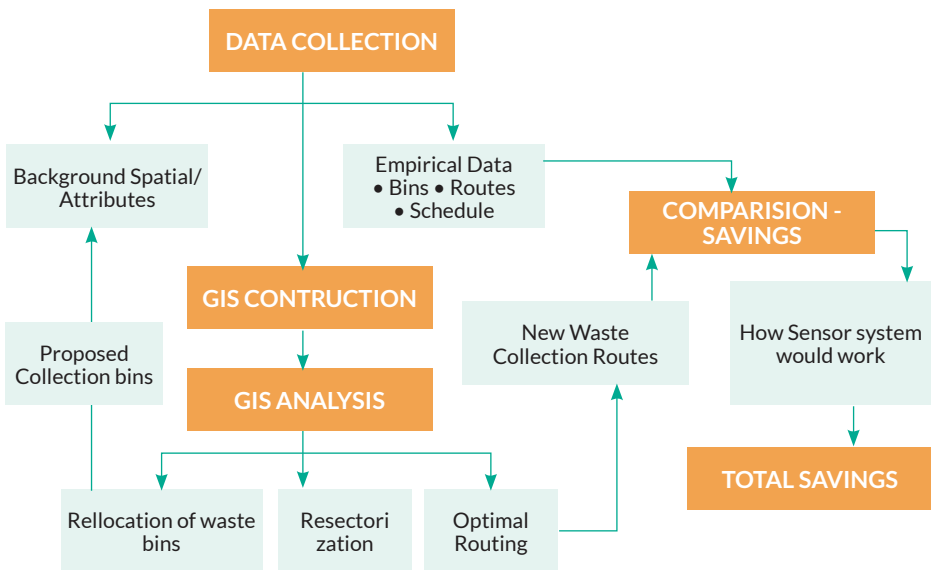 DATA COLLECTION
Background Spatial/
Attributes
Empirical Data
● Bins ● Routes
● Schedule
COMPARISION -
SAVINGS
GIS CONTRUCTION
Proposed
Collection bins
New Waste
Collection Routes
How Sensor system
would work
GIS ANALYSIS
TOTAL SAVINGS
Rellocation of waste
bins
Resectori
zation
Optimal
Routing